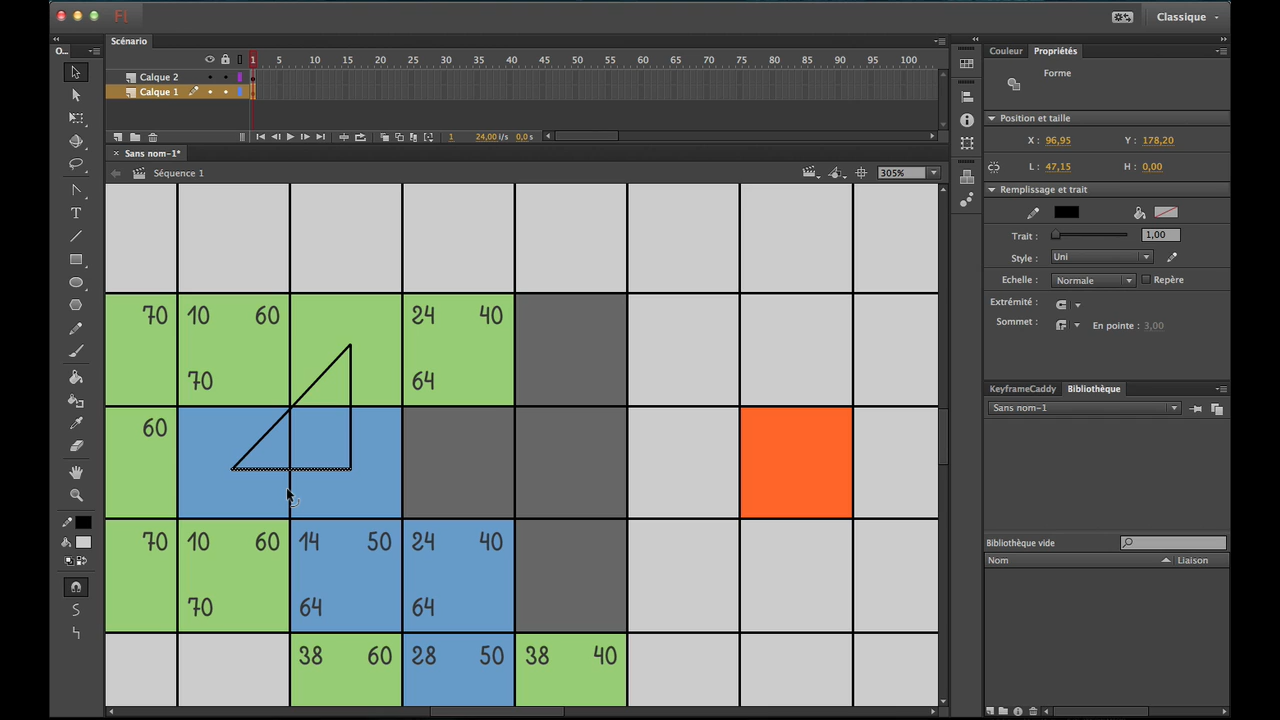 Fl
Classique
O...
Scénario
Couleur
Propriétés
1 5 10 15 20 25 30 35 40 45 50 55 60 65 70 75 80 85 90 95 100
Forme
Calque 2
Calque 1
Position et taille
1 24,00 i/s 0,0 s
X : 96,95 Y : 178,20
Sans nom-1*
L : 47,15 H : 0,00
Séquence 1
305%
Remplissage et trait
Trait : 1,00
Style : Uni
Echelle : Normale Repère
Extrémité :
Sommet : En pointe : 3,00
70 10 60 24 40
70 64
KeyframeCaddy Bibliothèque
Sans nom-1
60
70 10 60 14 50 24 40
Bibliothèque vide
Nom Liaison
70 64 64
38 60 28 50 38 40